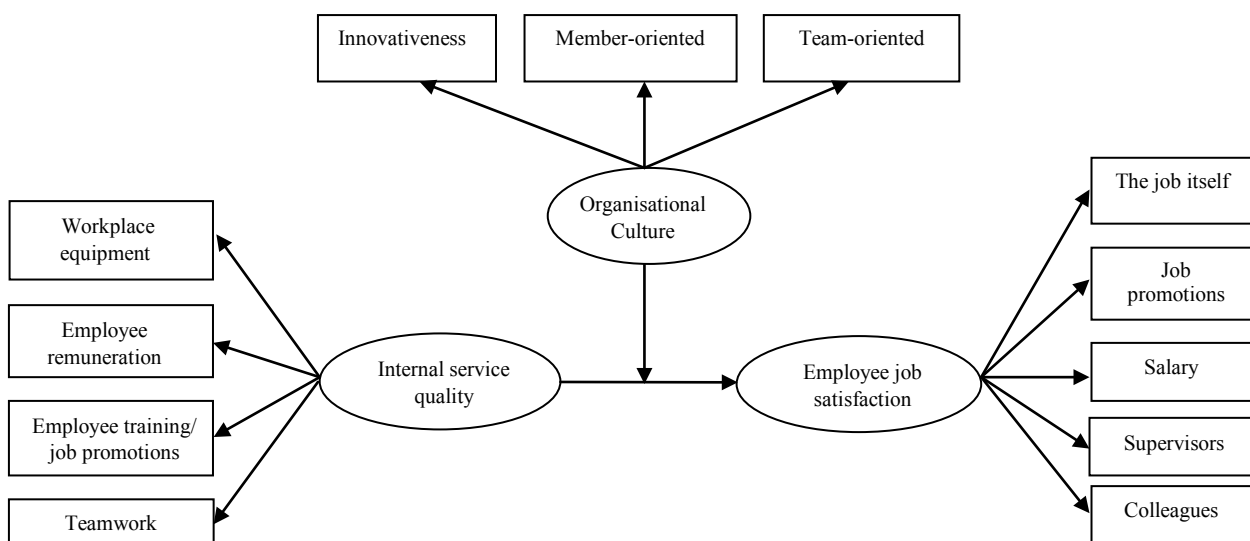 Innovativeness
Member-oriented
Team-oriented
Organisational
Culture
Workplace
equipment
Employee
remuneration
Employee training/
job promotions
Teamwork
Internal service
quality
Employee job
satisfaction
The job itself
Job
promotions
Salary
Supervisors
Colleagues